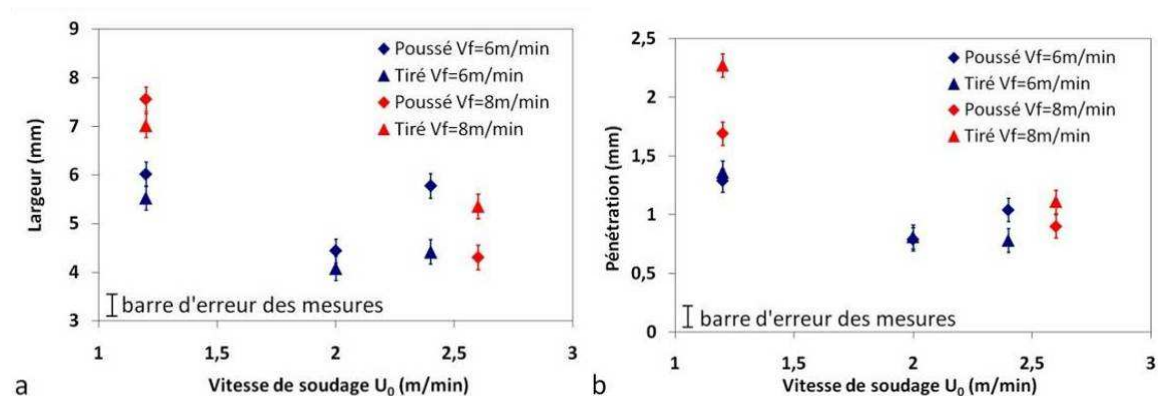 Largeur (mm)
9
8
7
6
5
4
3
Poussé Vf=6m/min
Tiré Vf=6m/min
Poussé Vf=8m/min
Tiré Vf=8m/min
barre d'erreur des mesures
1
1,5
2
2,5
3
Vitesse de soudage U₀ (m/min)
a
Pénétration (mm)
2,5
2
1,5
1
0,5
0
Poussé Vf=6m/min
Tiré Vf=6m/min
Poussé Vf=8m/min
Tiré Vf=8m/min
barre d'erreur des mesures
1
1,5
2
2,5
3
Vitesse de soudage U₀ (m/min)
b